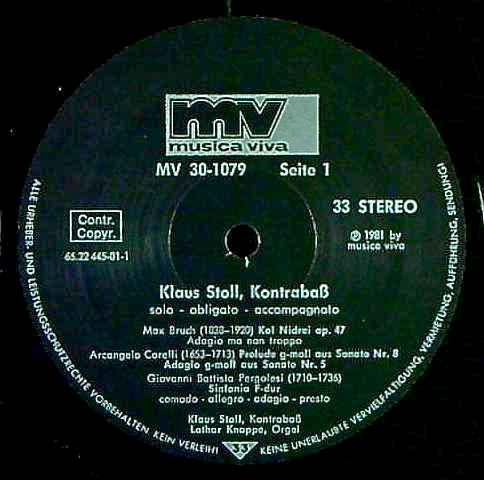 mv
musica viva
MV 30-1079 Seite 1
33 STEREO
Contr.
Copyr.
65.22 445-01-1
℗ 1981 by
musica viva
Klaus Stoll, Kontrabaß
solo - obligato - accompagnato
Max Bruch (1838-1920) Kol Nidrei op. 47
Adagio ma non troppo
Arcangelo Corelli (1653-1713) Prelude g-moll aus Sonate Nr. 8
Adagio g-moll aus Sonate Nr. 5
Giovanni Battista Pergolesi (1710-1736)
Sinfonia F-dur
comodo - allegro - adagio - presto
Klaus Stoll, Kontrabaß
Lothar Knappe, Orgel
ALLE URHEBER- UND LEISTUNGSSCHUTZRECHTE VORBEHALTEN. KEIN VERLEIH! 33 KEINE UNERLAUBTE VERVIELFÄLTIGUNG, VERMIETUNG, AUFFÜHRUNG, SENDUNG!